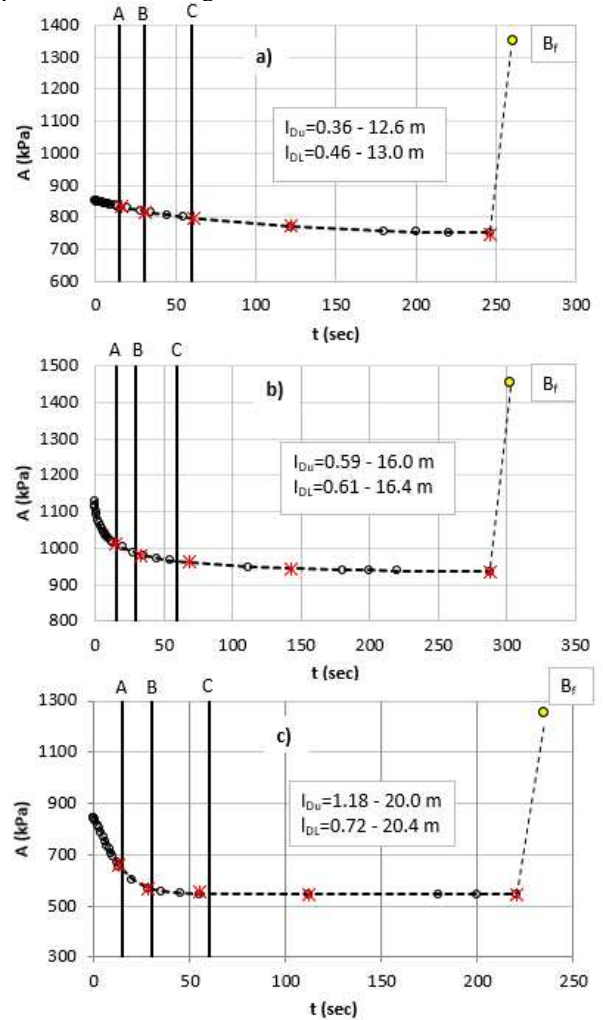 A B C
1400
1300
1200
1100
1000
900
800
700
600
A (kPa)
a)
B_f
I_Du=0.36 - 12.6 m
I_DL=0.46 - 13.0 m
0 50 100 150 200 250 300
t (sec)
A B C
1500
1400
1300
1200
1100
1000
900
800
A (kPa)
b)
B_f
I_Du=0.59 - 16.0 m
I_DL=0.61 - 16.4 m
0 50 100 150 200 250 300 350
t (sec)
A B C
1300
1100
900
700
500
300
A (kPa)
c)
B_f
I_Du=1.18 - 20.0 m
I_DL=0.72 - 20.4 m
0 50 100 150 200 250
t (sec)